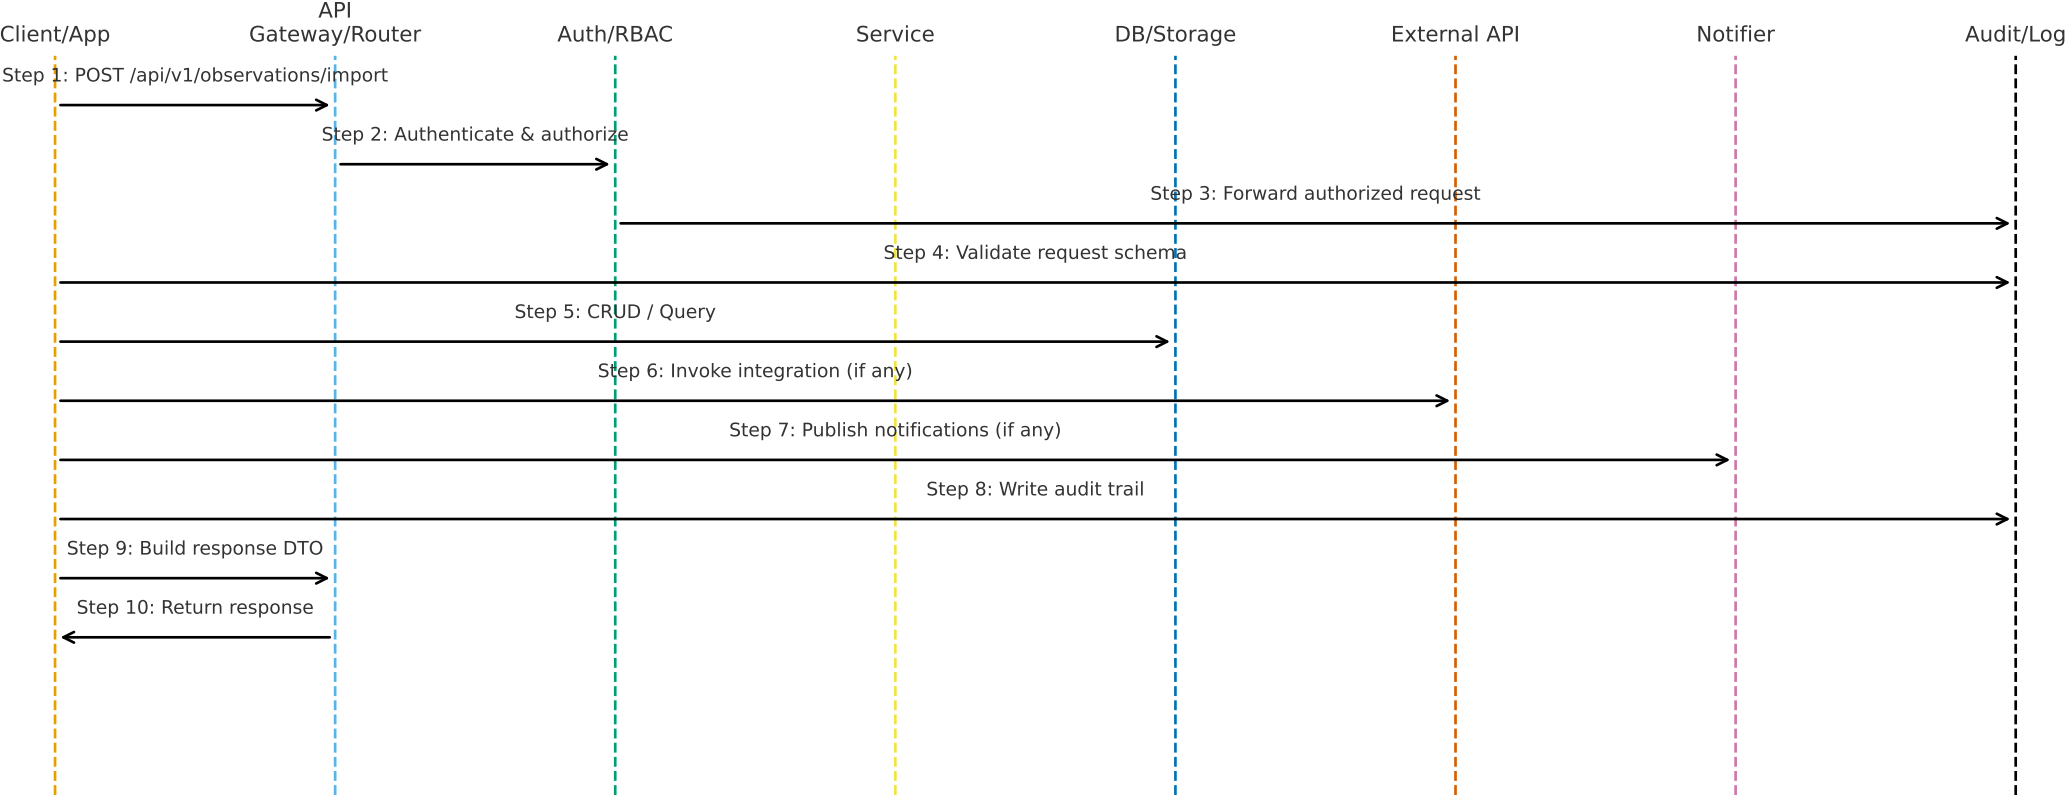 API
Client/App
Gateway/Router
Auth/RBAC
Service
DB/Storage
External API
Notifier
Audit/Log
Step 1: POST /api/v1/observations/import
Step 2: Authenticate & authorize
Step 3: Forward authorized request
Step 4: Validate request schema
Step 5: CRUD / Query
Step 6: Invoke integration (if any)
Step 7: Publish notifications (if any)
Step 8: Write audit trail
Step 9: Build response DTO
Step 10: Return response